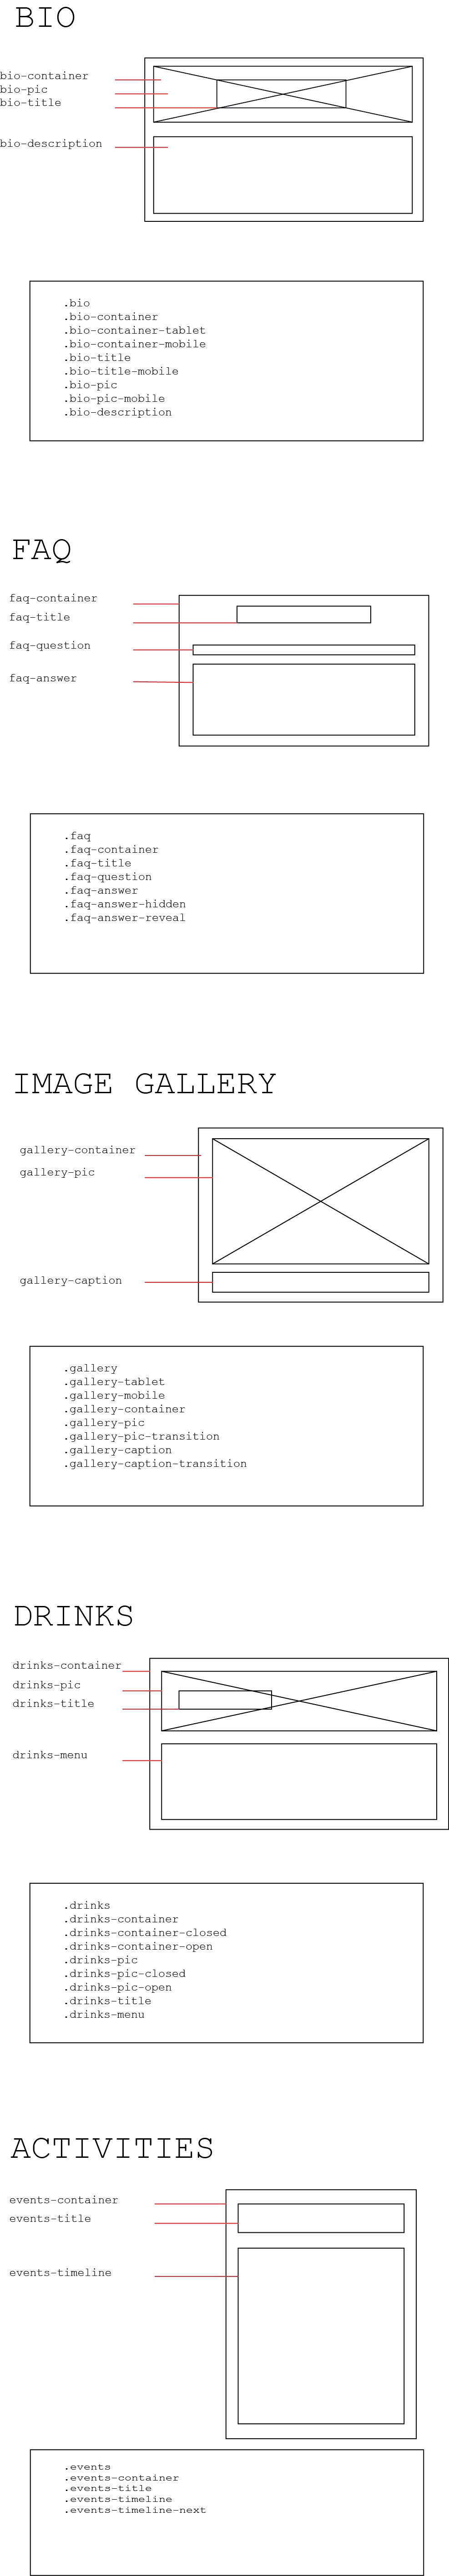 BIO
bio-container
bio-pic
bio-title
bio-description
.bio
.bio-container
.bio-container-tablet
.bio-container-mobile
.bio-title
.bio-title-mobile
.bio-pic
.bio-pic-mobile
.bio-description
FAQ
faq-container
faq-title
faq-question
faq-answer
.faq
.faq-container
.faq-title
.faq-question
.faq-answer
.faq-answer-hidden
.faq-answer-reveal
IMAGE GALLERY
gallery-container
gallery-pic
gallery-caption
.gallery
.gallery-tablet
.gallery-mobile
.gallery-container
.gallery-pic
.gallery-pic-transition
.gallery-caption
.gallery-caption-transition
DRINKS
drinks-container
drinks-pic
drinks-title
drinks-menu
.drinks
.drinks-container
.drinks-container-closed
.drinks-container-open
.drinks-pic
.drinks-pic-closed
.drinks-pic-open
.drinks-title
.drinks-menu
ACTIVITIES
events-container
events-title
events-timeline
.events
.events-container
.events-title
.events-timeline
.events-timeline-next